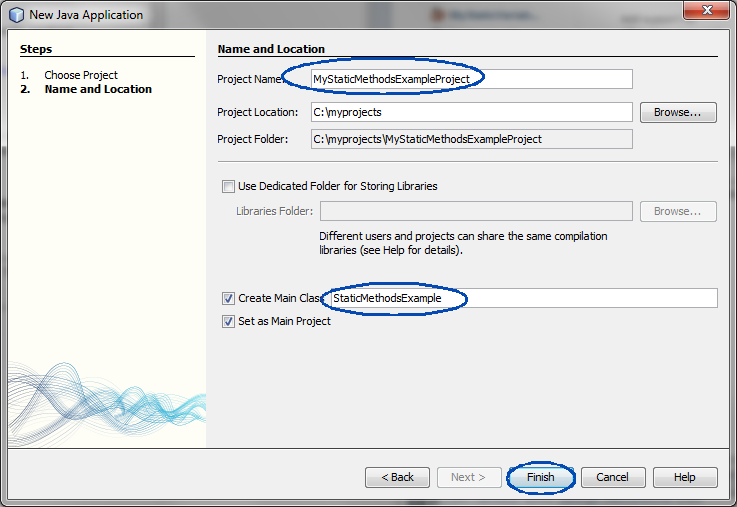 New Java Application
Steps
1. Choose Project
2. Name and Location
Name and Location
Project Name: MyStaticMethodsExampleProject
Project Location: C:\myprojects Browse...
Project Folder: C:\myprojects\MyStaticMethodsExampleProject
Use Dedicated Folder for Storing Libraries
Libraries Folder: Browse...
Different users and projects can share the same compilation
libraries (see Help for details).
Create Main Class StaticMethodsExample
Set as Main Project
< Back Next > Finish Cancel Help